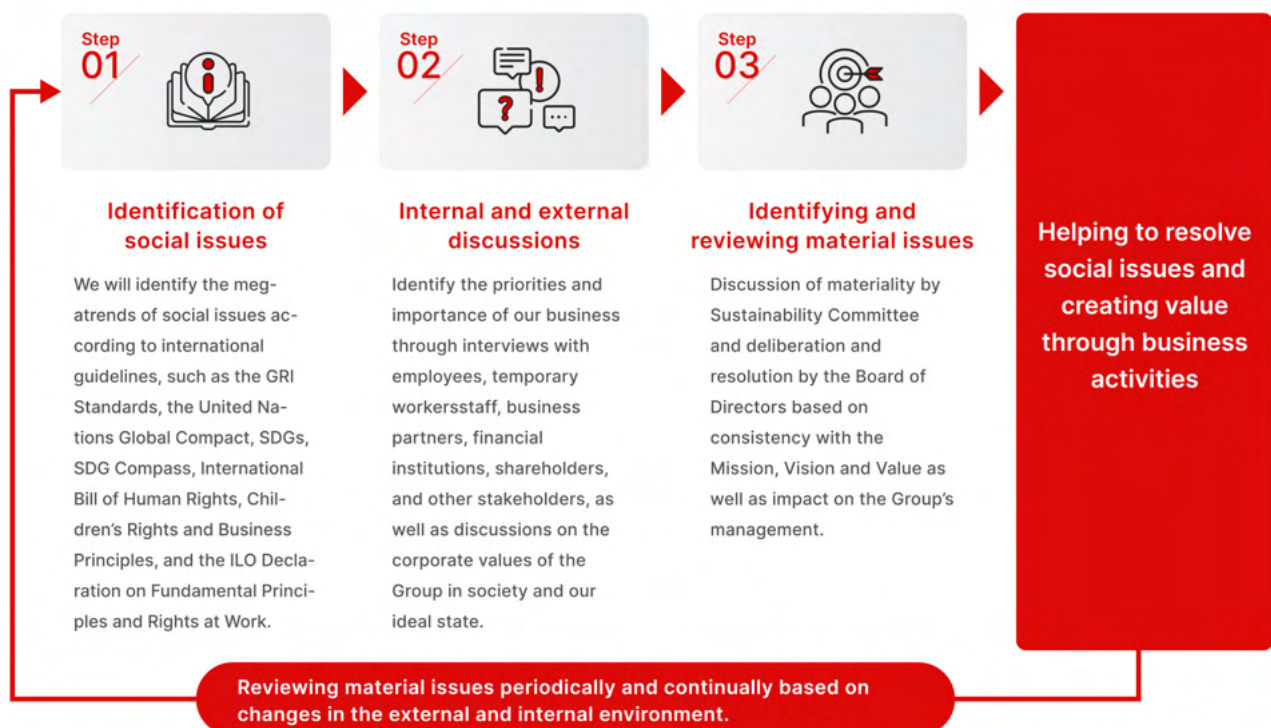 Step
01
Identification of
social issues
We will identify the meg-
atrends of social issues ac-
cording to international
guidelines, such as the GRI
Standards, the United Na-
tions Global Compact, SDGs,
SDG Compass, International
Bill of Human Rights, Chil-
dren’s Rights and Business
Principles, and the ILO Decla-
ration on Fundamental Princi-
ples and Rights at Work.
Step
02
Internal and external
discussions
Identify the priorities and
importance of our business
through interviews with
employees, temporary
workersstaff, business
partners, financial
institutions, shareholders,
and other stakeholders, as
well as discussions on the
corporate values of the
Group in society and our
ideal state.
Step
03
Identifying and
reviewing material issues
Discussion of materiality by
Sustainability Committee
and deliberation and
resolution by the Board of
Directors based on
consistency with the
Mission, Vision and Value as
well as impact on the Group’s
management.
Helping to resolve
social issues and
creating value
through business
activities
Reviewing material issues periodically and continually based on
changes in the external and internal environment.